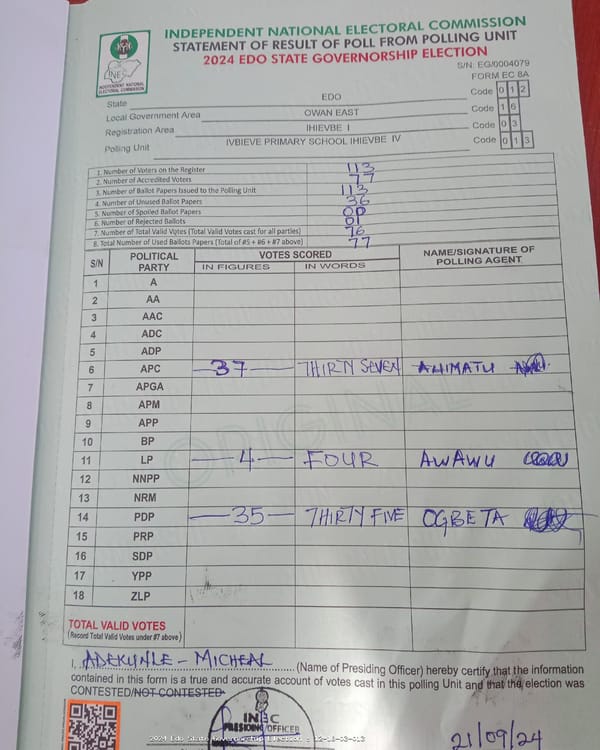 INDEPENDENT NATIONAL ELECTORAL COMMISSION
STATEMENT OF RESULT OF POLL FROM POLLING UNIT
2024 EDO STATE GOVERNORSHIP ELECTION
INEC
INDEPENDENT NATIONAL
ELECTORAL COMMISSION
S/N: EG/0004079
FORM EC 8A
State EDO Code 0 1 2
Local Government Area OWAN EAST Code 1 6
Registration Area IHIEVBE I Code 0 3
Polling Unit IVBIEVE PRIMARY SCHOOL IHIEVBE IV Code 0 1 3
1. Number of Voters on the Register 113
2. Number of Accredited Voters 77
3. Number of Ballot Papers Issued to the Polling Unit 113
4. Number of Unused Ballot Papers 36
5. Number of Spoiled Ballot Papers
6. Number of Rejected Ballots
7. Number of Total Valid Votes (Total Valid Votes cast for all parties) 76
8. Total Number of Used Ballots Papers (Total of #5 + #6 + #7 above) 77
S/N POLITICAL PARTY VOTES SCORED NAME/SIGNATURE OF POLLING AGENT
IN FIGURES IN WORDS
1 A
2 AA
3 AAC
4 ADC
5 ADP
6 APC 37 THIRTY SEVEN AHIMATU
7 APGA
8 APM
9 APP
10 BP
11 LP 4 FOUR AWAWU
12 NNPP
13 NRM
14 PDP 35 THIRTY FIVE OGBETA
15 PRP
16 SDP
17 YPP
18 ZLP
ORIGINAL
TOTAL VALID VOTES
(Record Total Valid Votes under #7 above)
I, ADEKUNLE - MICHEAL (Name of Presiding Officer) hereby certify that the information
contained in this form is a true and accurate account of votes cast in this polling Unit and that the election was
CONTESTED/NOT CONTESTED
INEC
PRESIDING OFFICER
2024 Edo State Governorship Election : 12-16-03-013
21/09/24